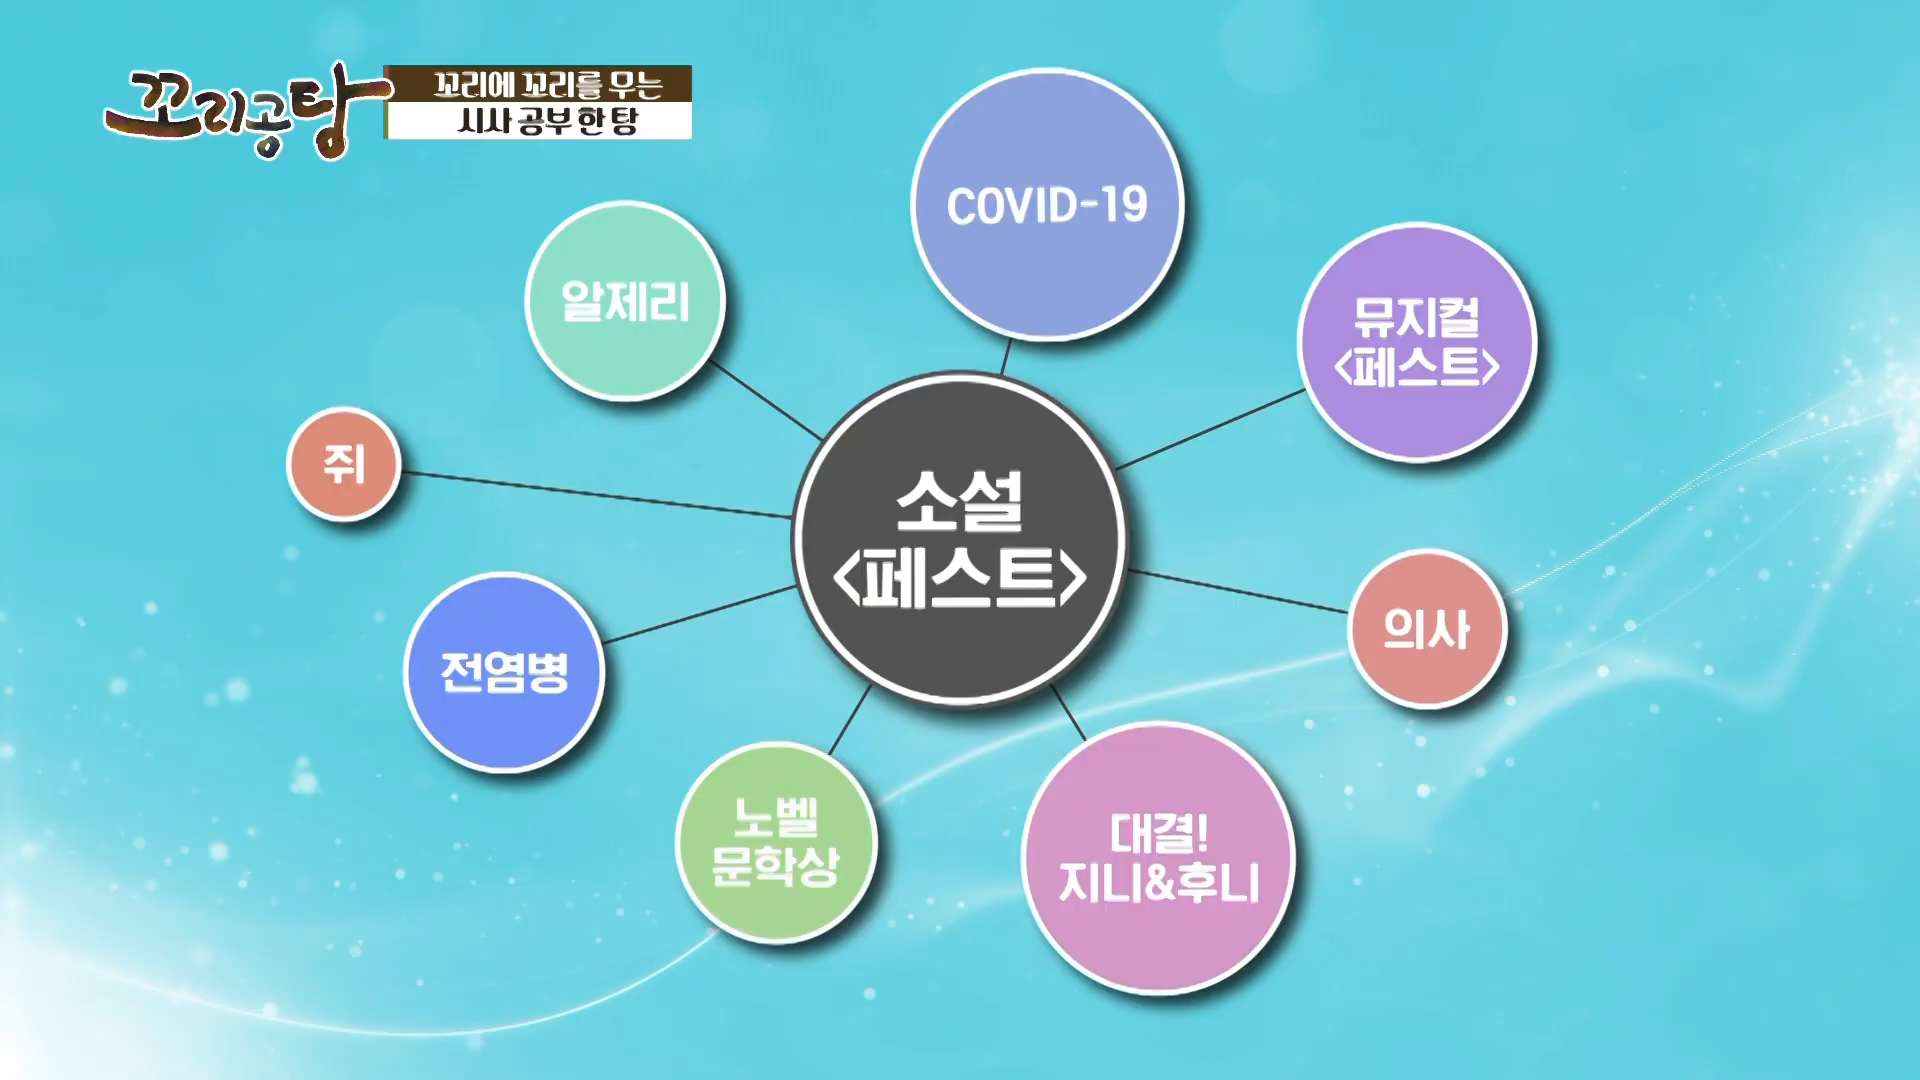 꼬리공탕
꼬리에 꼬리를 무는
시사 공부 한 탕
COVID-19
알제리
뮤지컬
<페스트>
쥐
소설
<페스트>
의사
전염병
노벨
문학상
대결!
지니&후니